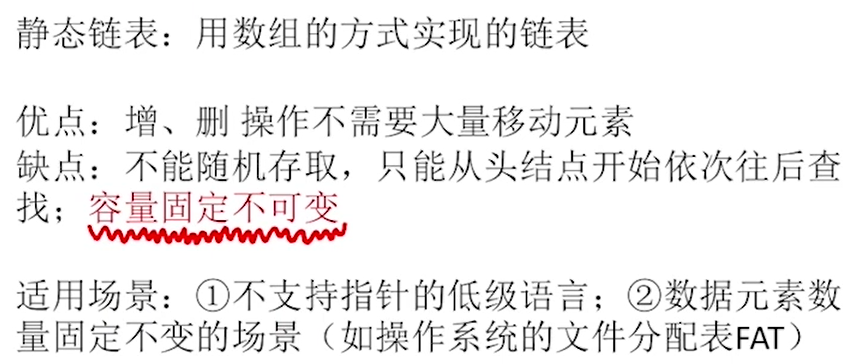 静态链表：用数组的方式实现的链表
优点：增、删 操作不需要大量移动元素
缺点：不能随机存取，只能从头结点开始依次往后查
找；容量固定不可变
适用场景：①不支持指针的低级语言；②数据元素数
量固定不变的场景（如操作系统的文件分配表FAT）